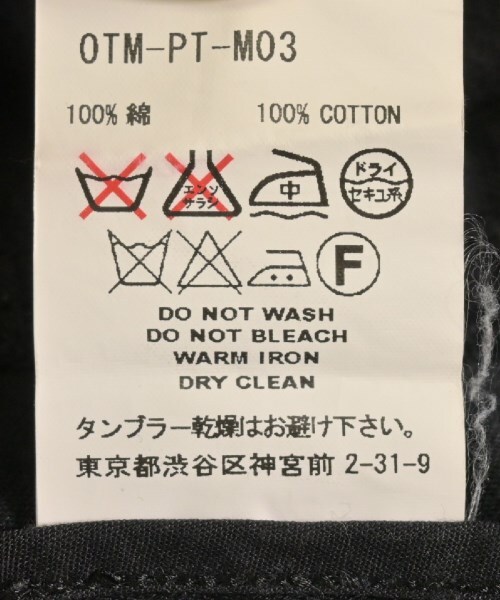 OTM-PT-M03
100% 綿 100% COTTON
エンソ サラシ 中 ドライ セキユ系
F
DO NOT WASH
DO NOT BLEACH
WARM IRON
DRY CLEAN
タンブラー乾燥はお避け下さい。
東京都渋谷区神宮前 2-31-9